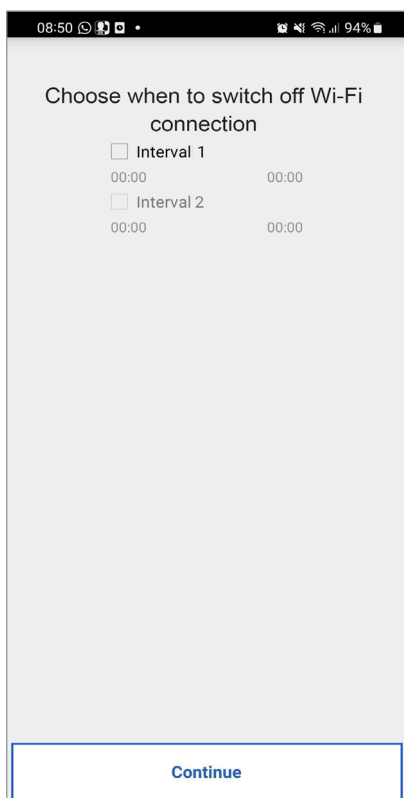 08:50 94%
Choose when to switch off Wi-Fi
connection
Interval 1
00:00 00:00
Interval 2
00:00 00:00
Continue